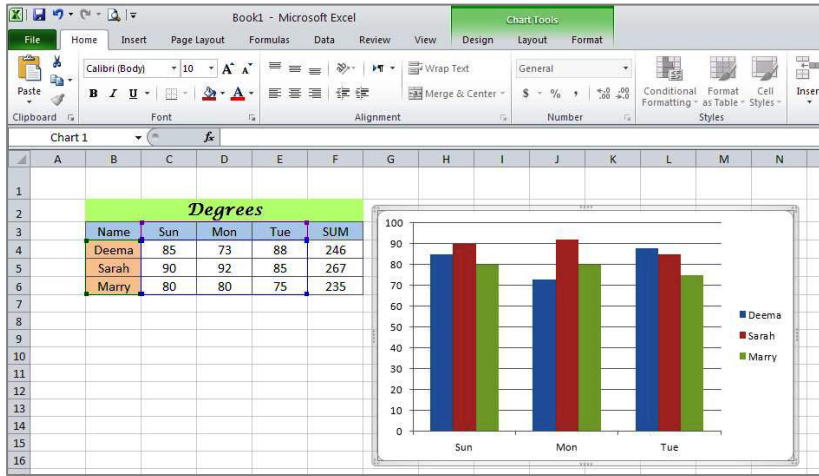 Book1 - Microsoft Excel
Chart Tools
File Home Insert Page Layout Formulas Data Review View Design Layout Format
Calibri (Body) 10 A A Wrap Text General
Paste B I U A Merge & Center $ % , .0 .00 .00 .0 Conditional Formatting Format as Table Cell Styles Inser
Clipboard Font Alignment Number Styles
Chart 1 fx
A B C D E F G H I J K L M N
1
2 Degrees
3 Name Sun Mon Tue SUM
4 Deema 85 73 88 246
5 Sarah 90 92 85 267
6 Marry 80 80 75 235
7
8
9
10
11
12
13
14
15
16
100
90
80
70
60
50
40
30
20
10
0
Sun Mon Tue
Deema
Sarah
Marry